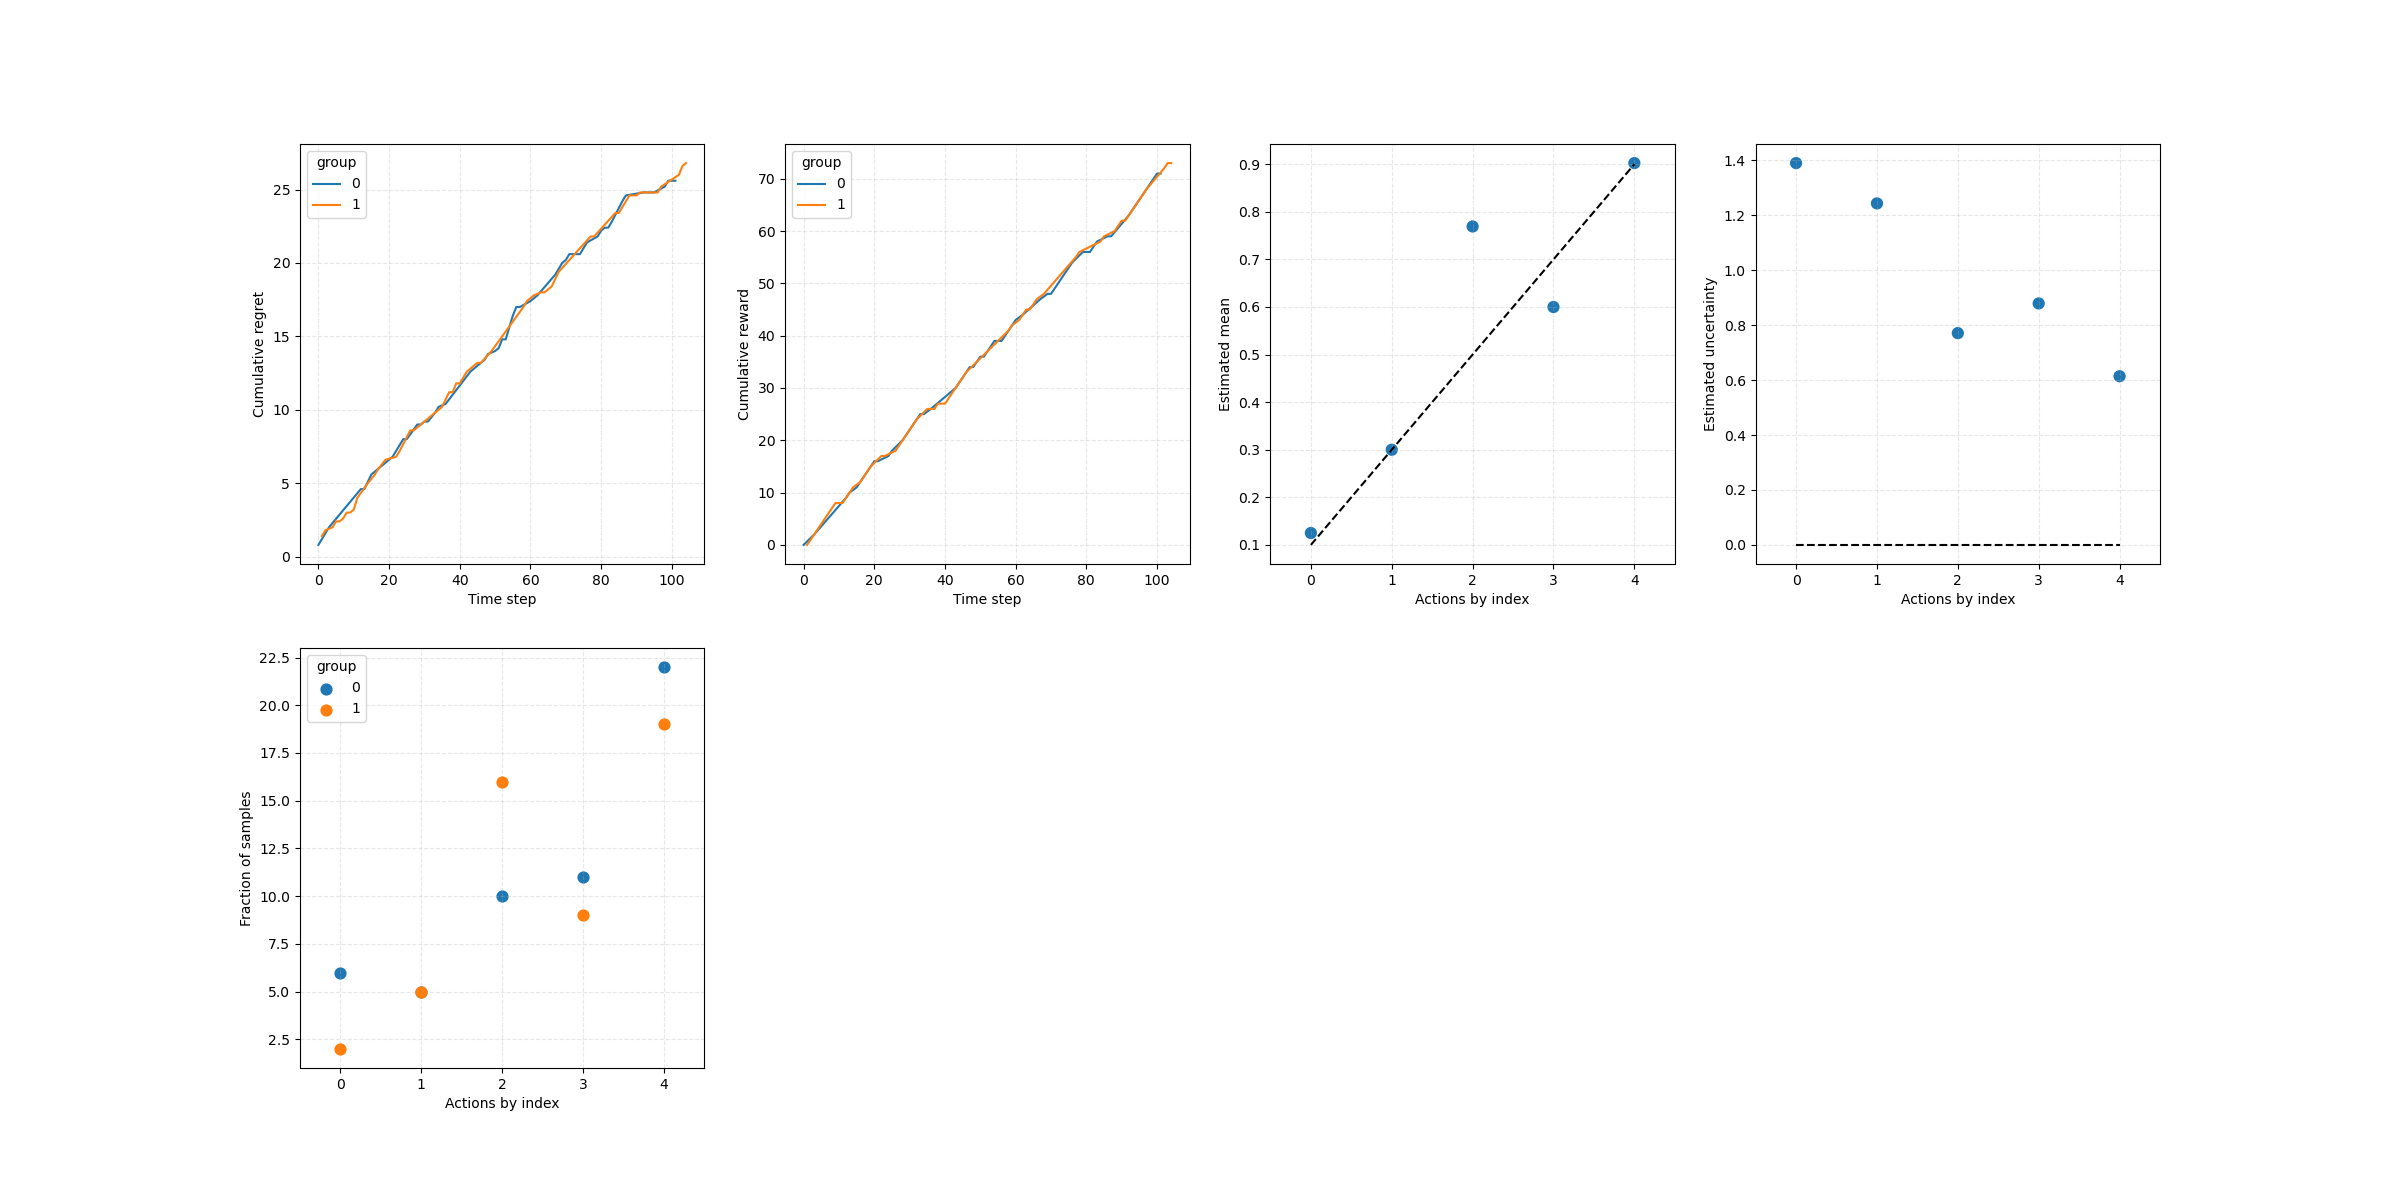 group
0
1
25
20
15
10
5
0
Cumulative regret
0 20 40 60 80 100
Time step
group
0
1
70
60
50
40
30
20
10
0
Cumulative reward
0 20 40 60 80 100
Time step
0.9
0.8
0.7
0.6
0.5
0.4
0.3
0.2
0.1
Estimated mean
0 1 2 3 4
Actions by index
1.4
1.2
1.0
0.8
0.6
0.4
0.2
0.0
Estimated uncertainty
0 1 2 3 4
Actions by index
group
0
1
22.5
20.0
17.5
15.0
12.5
10.0
7.5
5.0
2.5
Fraction of samples
0 1 2 3 4
Actions by index